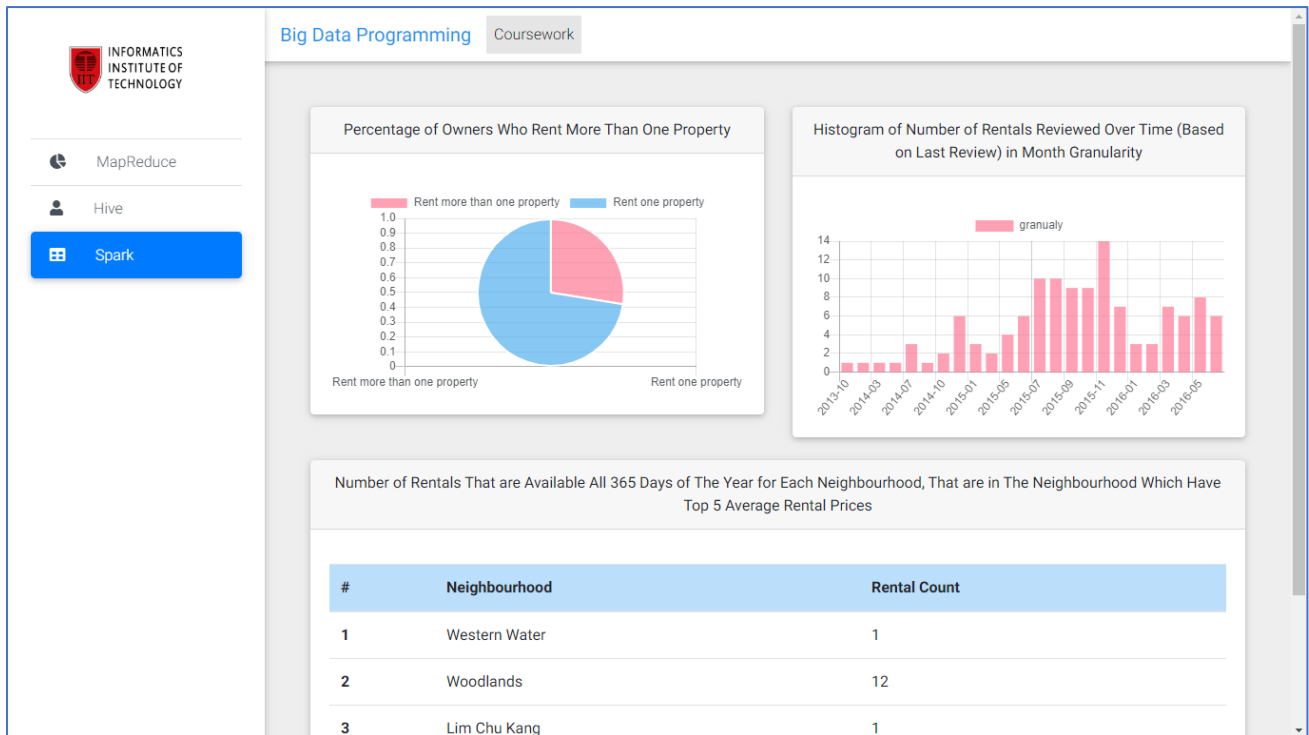 INFORMATICS
INSTITUTE OF
TECHNOLOGY
IIT
MapReduce
Hive
Spark
Big Data Programming Coursework
Percentage of Owners Who Rent More Than One Property
Rent more than one property Rent one property
1.0
0.9
0.8
0.7
0.6
0.5
0.4
0.3
0.2
0.1
0
Rent more than one property Rent one property
Histogram of Number of Rentals Reviewed Over Time (Based
on Last Review) in Month Granularity
granualy
14
12
10
8
6
4
2
0
2013-10 2014-03 2014-07 2014-10 2015-01 2015-05 2015-07 2015-09 2015-11 2016-01 2016-03 2016-05
Number of Rentals That are Available All 365 Days of The Year for Each Neighbourhood, That are in The Neighbourhood Which Have
Top 5 Average Rental Prices
# Neighbourhood Rental Count
1 Western Water 1
2 Woodlands 12
3 Lim Chu Kang 1